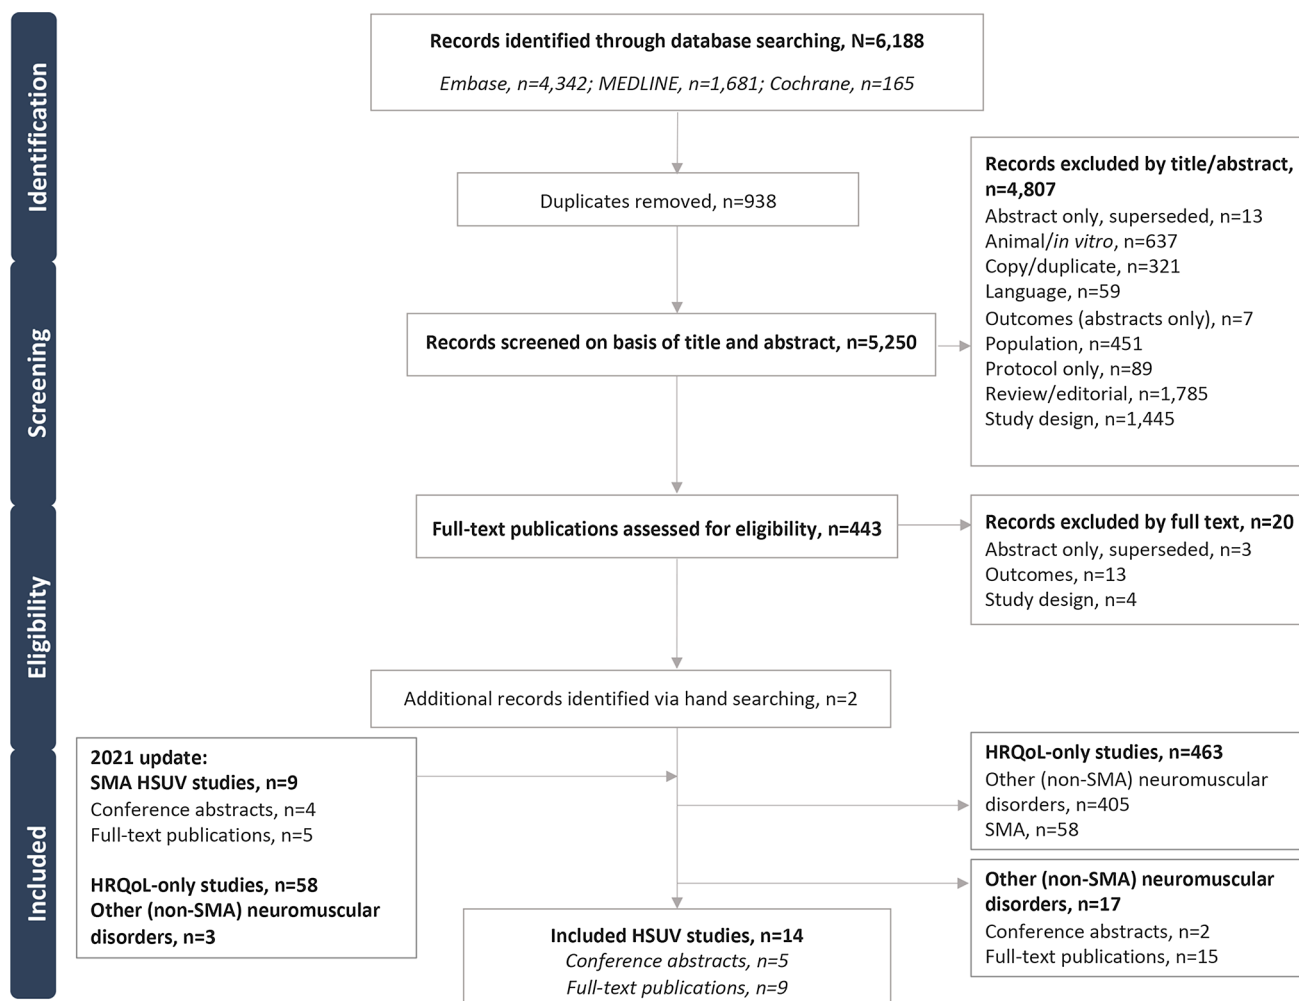 Identification
Records identified through database searching, N=6,188
Embase, n=4,342; MEDLINE, n=1,681; Cochrane, n=165
Duplicates removed, n=938
Records excluded by title/abstract,
n=4,807
Abstract only, superseded, n=13
Animal/in vitro, n=637
Copy/duplicate, n=321
Language, n=59
Outcomes (abstracts only), n=7
Population, n=451
Protocol only, n=89
Review/editorial, n=1,785
Study design, n=1,445
Screening
Records screened on basis of title and abstract, n=5,250
Eligibility
Full-text publications assessed for eligibility, n=443
Records excluded by full text, n=20
Abstract only, superseded, n=3
Outcomes, n=13
Study design, n=4
Additional records identified via hand searching, n=2
Included
2021 update:
SMA HSUV studies, n=9
Conference abstracts, n=4
Full-text publications, n=5
HRQoL-only studies, n=58
Other (non-SMA) neuromuscular
disorders, n=3
HRQoL-only studies, n=463
Other (non-SMA) neuromuscular
disorders, n=405
SMA, n=58
Other (non-SMA) neuromuscular
disorders, n=17
Conference abstracts, n=2
Full-text publications, n=15
Included HSUV studies, n=14
Conference abstracts, n=5
Full-text publications, n=9